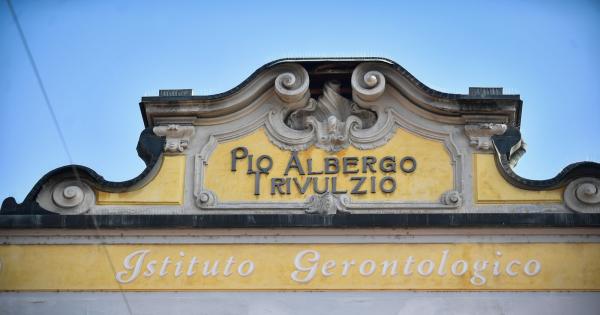 Pio Albergo
Trivulzio
Istituto Gerontologico